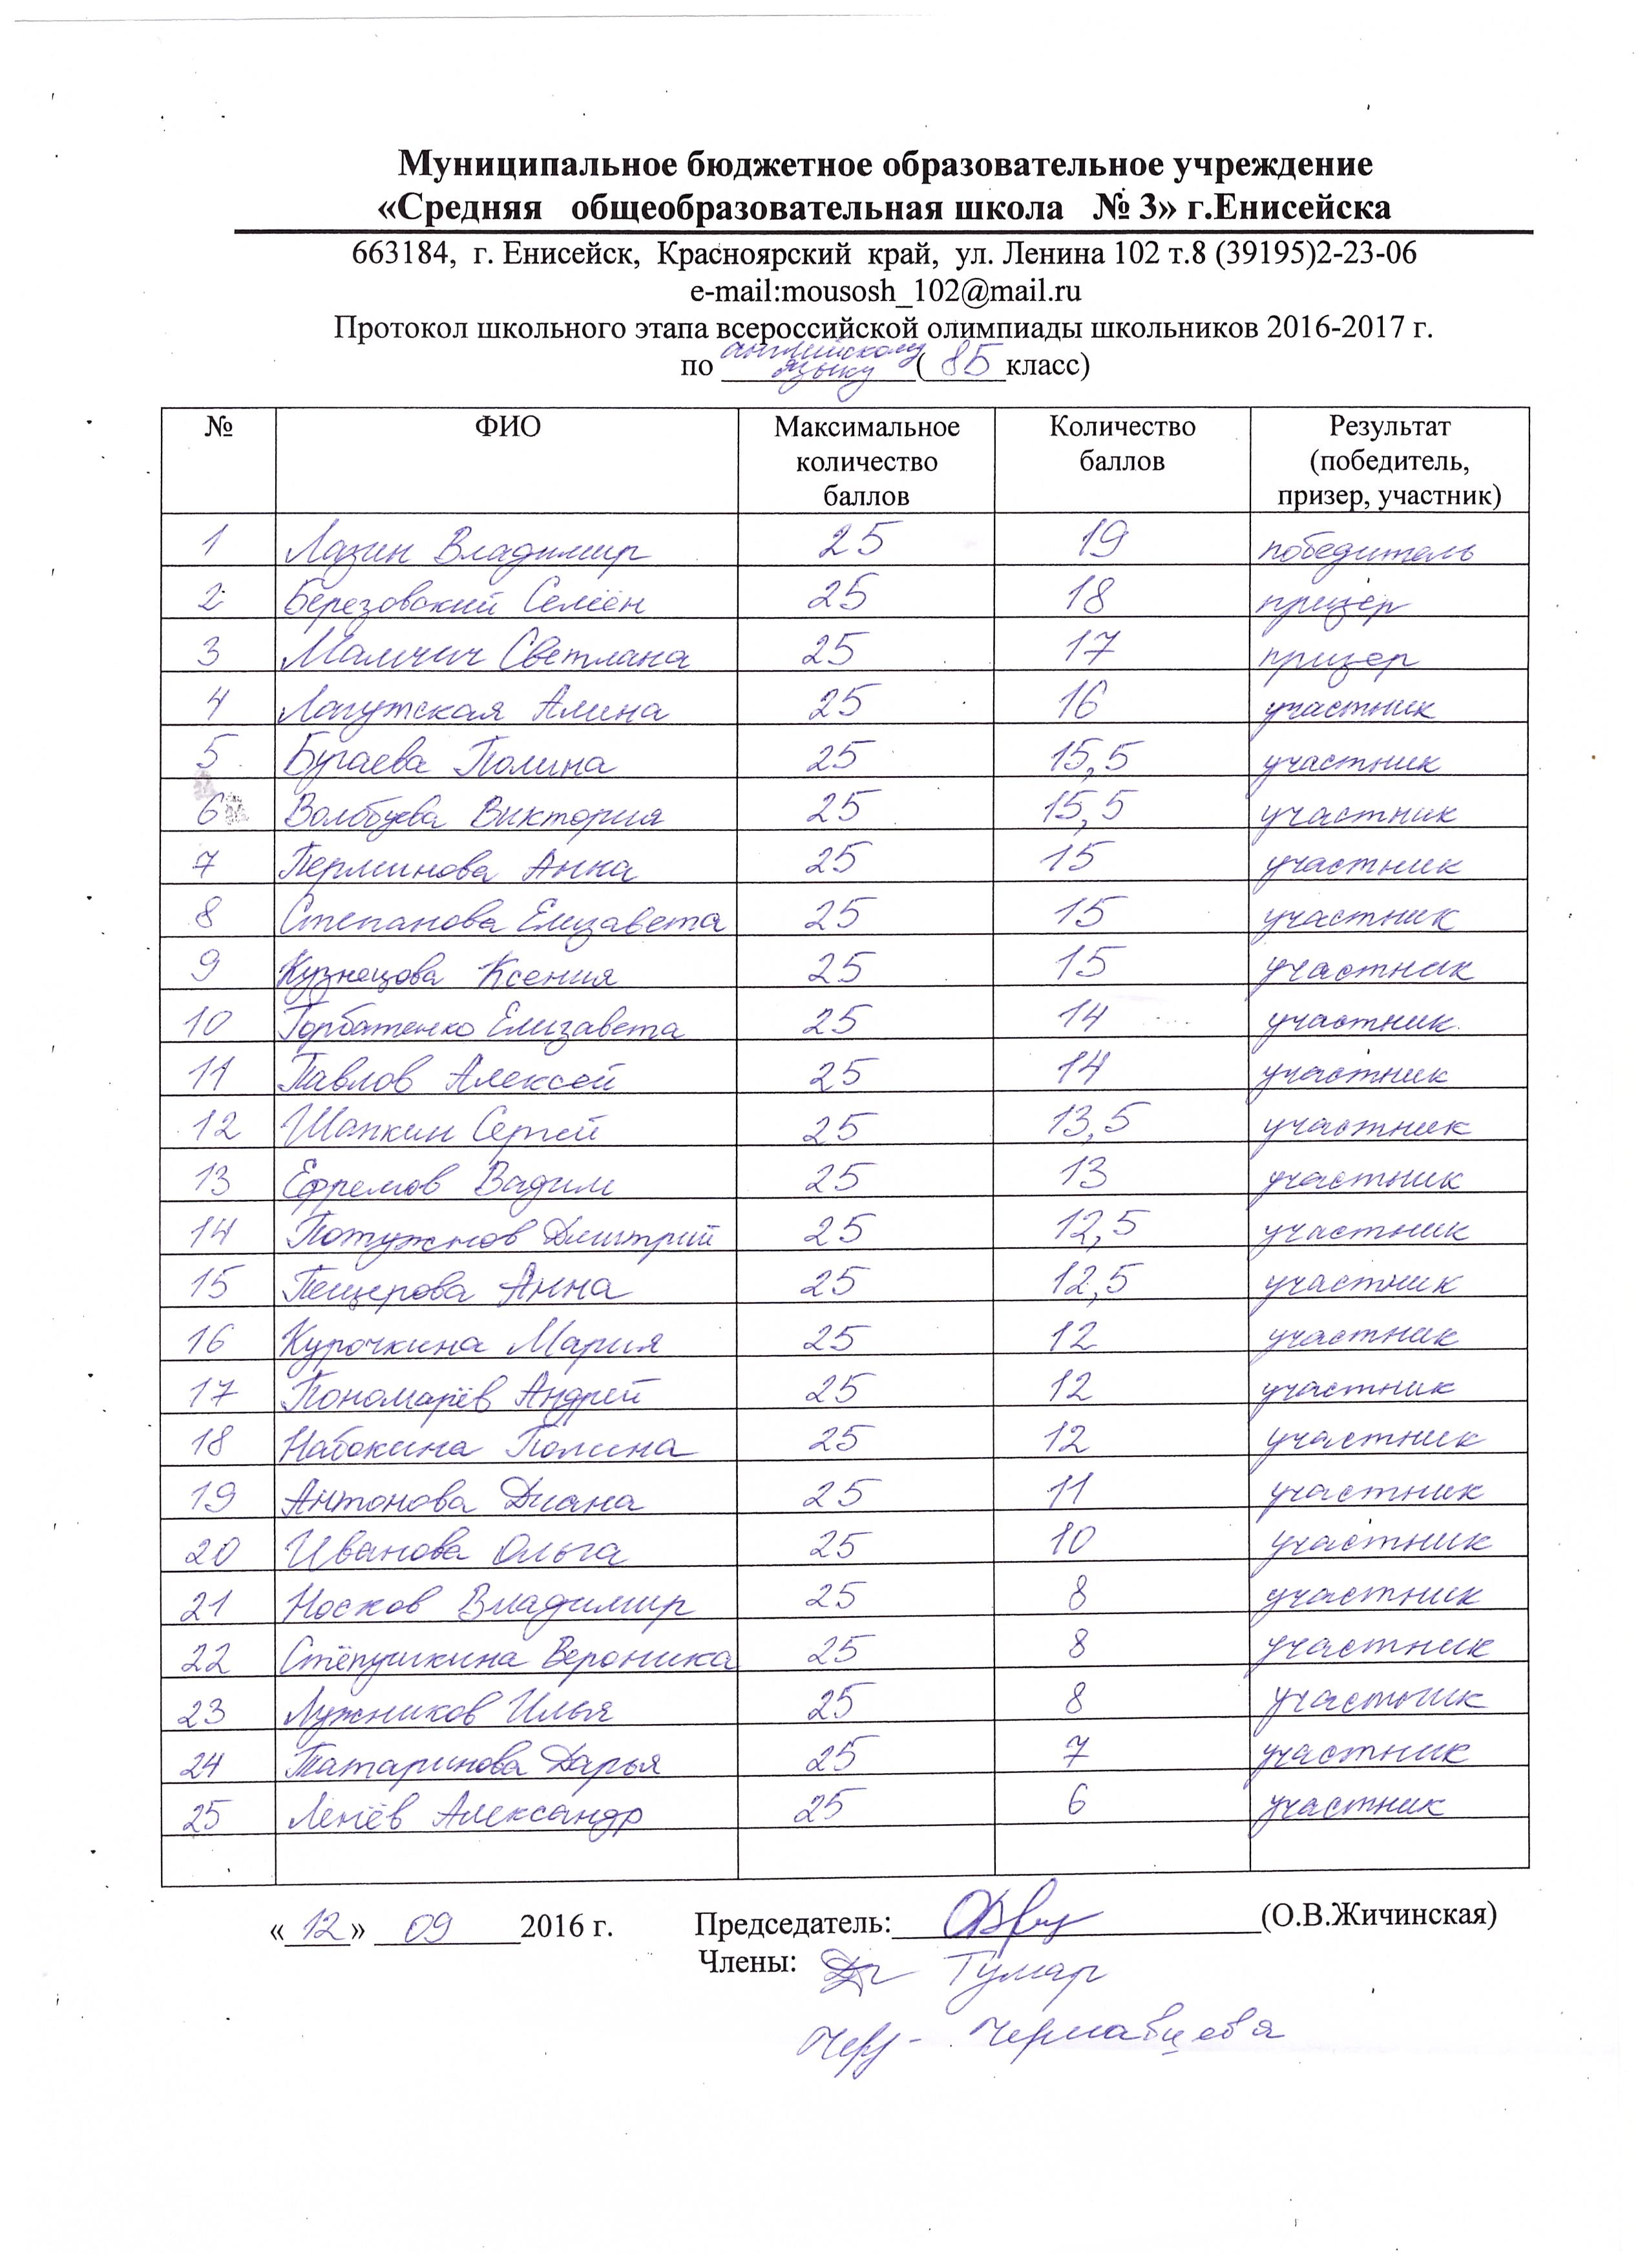 Муниципальное бюджетное образовательное учреждение
«Средняя общеобразовательная школа № 3» г.Енисейска
663184, г. Енисейск, Красноярский край, ул. Ленина 102 т.8 (39195)2-23-06
e-mail:mousosh_102@mail.ru
Протокол школьного этапа всероссийской олимпиады школьников 2016-2017 г.
по английскому языку ( 8Б класс)
№ ФИО Максимальное количество баллов Количество баллов Результат (победитель, призер, участник)
1 Лазин Владимир 25 19 победитель
2 Березовский Семён 25 18 призёр
3 Мамчич Светлана 25 17 призер
4 Логутская Алина 25 16 участник
5 Бугаева Полина 25 15,5 участник
6 Волбуева Виктория 25 15,5 участник
7 Перминова Анна 25 15 участник
8 Степанова Елизавета 25 15 участник
9 Кузнецова Ксения 25 15 участник
10 Горбатенко Елизавета 25 14 участник
11 Павлов Алексей 25 14 участник
12 Шапкин Сергей 25 13,5 участник
13 Ефремов Вадим 25 13 участник
14 Потужнов Дмитрий 25 12,5 участник
15 Пещерова Анна 25 12,5 участник
16 Курочкина Мария 25 12 участник
17 Пономарёв Андрей 25 12 участник
18 Набокина Полина 25 12 участник
19 Антонова Диана 25 11 участник
20 Иванова Ольга 25 10 участник
21 Носков Владимир 25 8 участник
22 Стёпушкина Вероника 25 8 участник
23 Лужников Илья 25 8 участник
24 Татаринова Дарья 25 7 участник
25 Ленёв Александр 25 6 участник
«12» 09 2016 г. Председатель: (О.В.Жичинская)
Члены: Тумар
Чернавцева